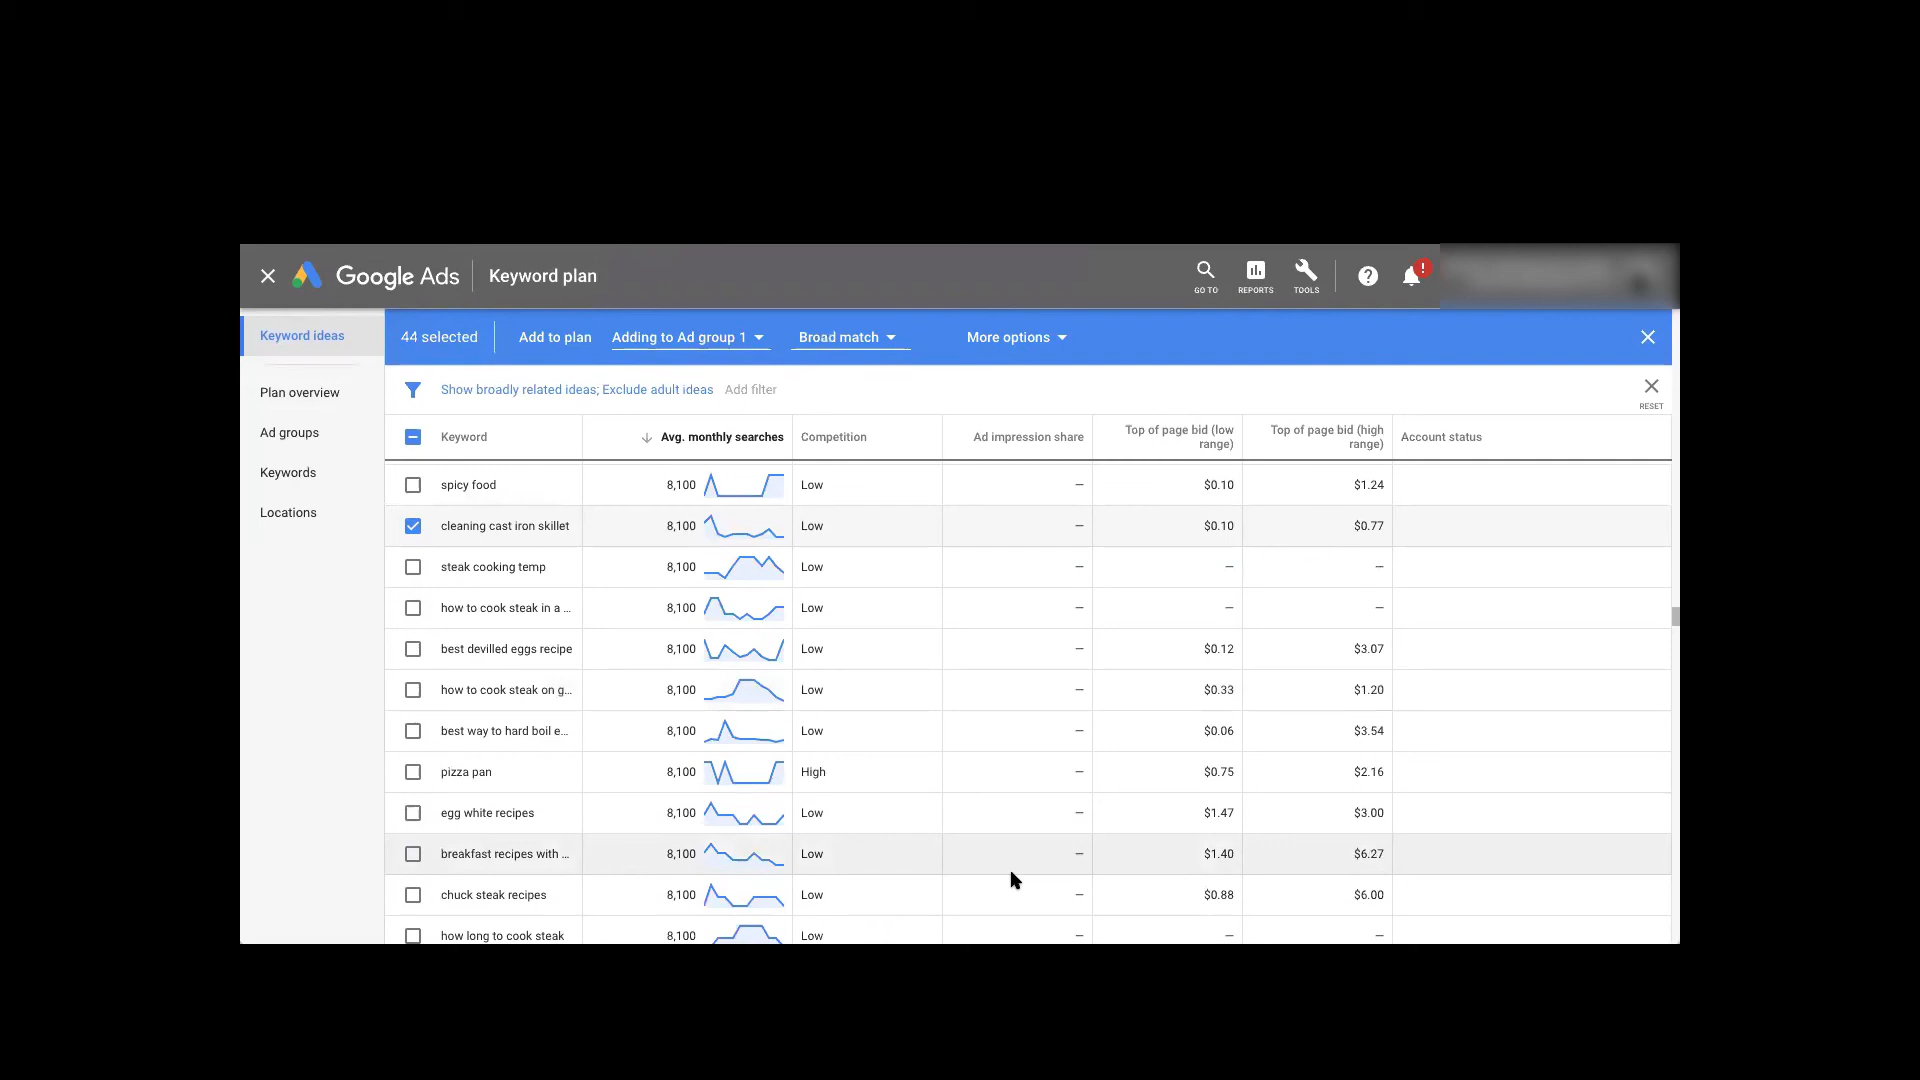 Google Ads Keyword plan
GO TO REPORTS TOOLS ? !
Keyword ideas
Plan overview
Ad groups
Keywords
Locations
44 selected Add to plan Adding to Ad group 1 Broad match More options
Show broadly related ideas; Exclude adult ideas Add filter RESET
Keyword Avg. monthly searches Competition Ad impression share Top of page bid (low range) Top of page bid (high range) Account status
spicy food 8,100 Low – $0.10 $1.24
cleaning cast iron skillet 8,100 Low – $0.10 $0.77
steak cooking temp 8,100 Low – – –
how to cook steak in a ... 8,100 Low – – –
best devilled eggs recipe 8,100 Low – $0.12 $3.07
how to cook steak on g... 8,100 Low – $0.33 $1.20
best way to hard boil e... 8,100 Low – $0.06 $3.54
pizza pan 8,100 High – $0.75 $2.16
egg white recipes 8,100 Low – $1.47 $3.00
breakfast recipes with ... 8,100 Low – $1.40 $6.27
chuck steak recipes 8,100 Low – $0.88 $6.00
how long to cook steak 8,100 Low – – –